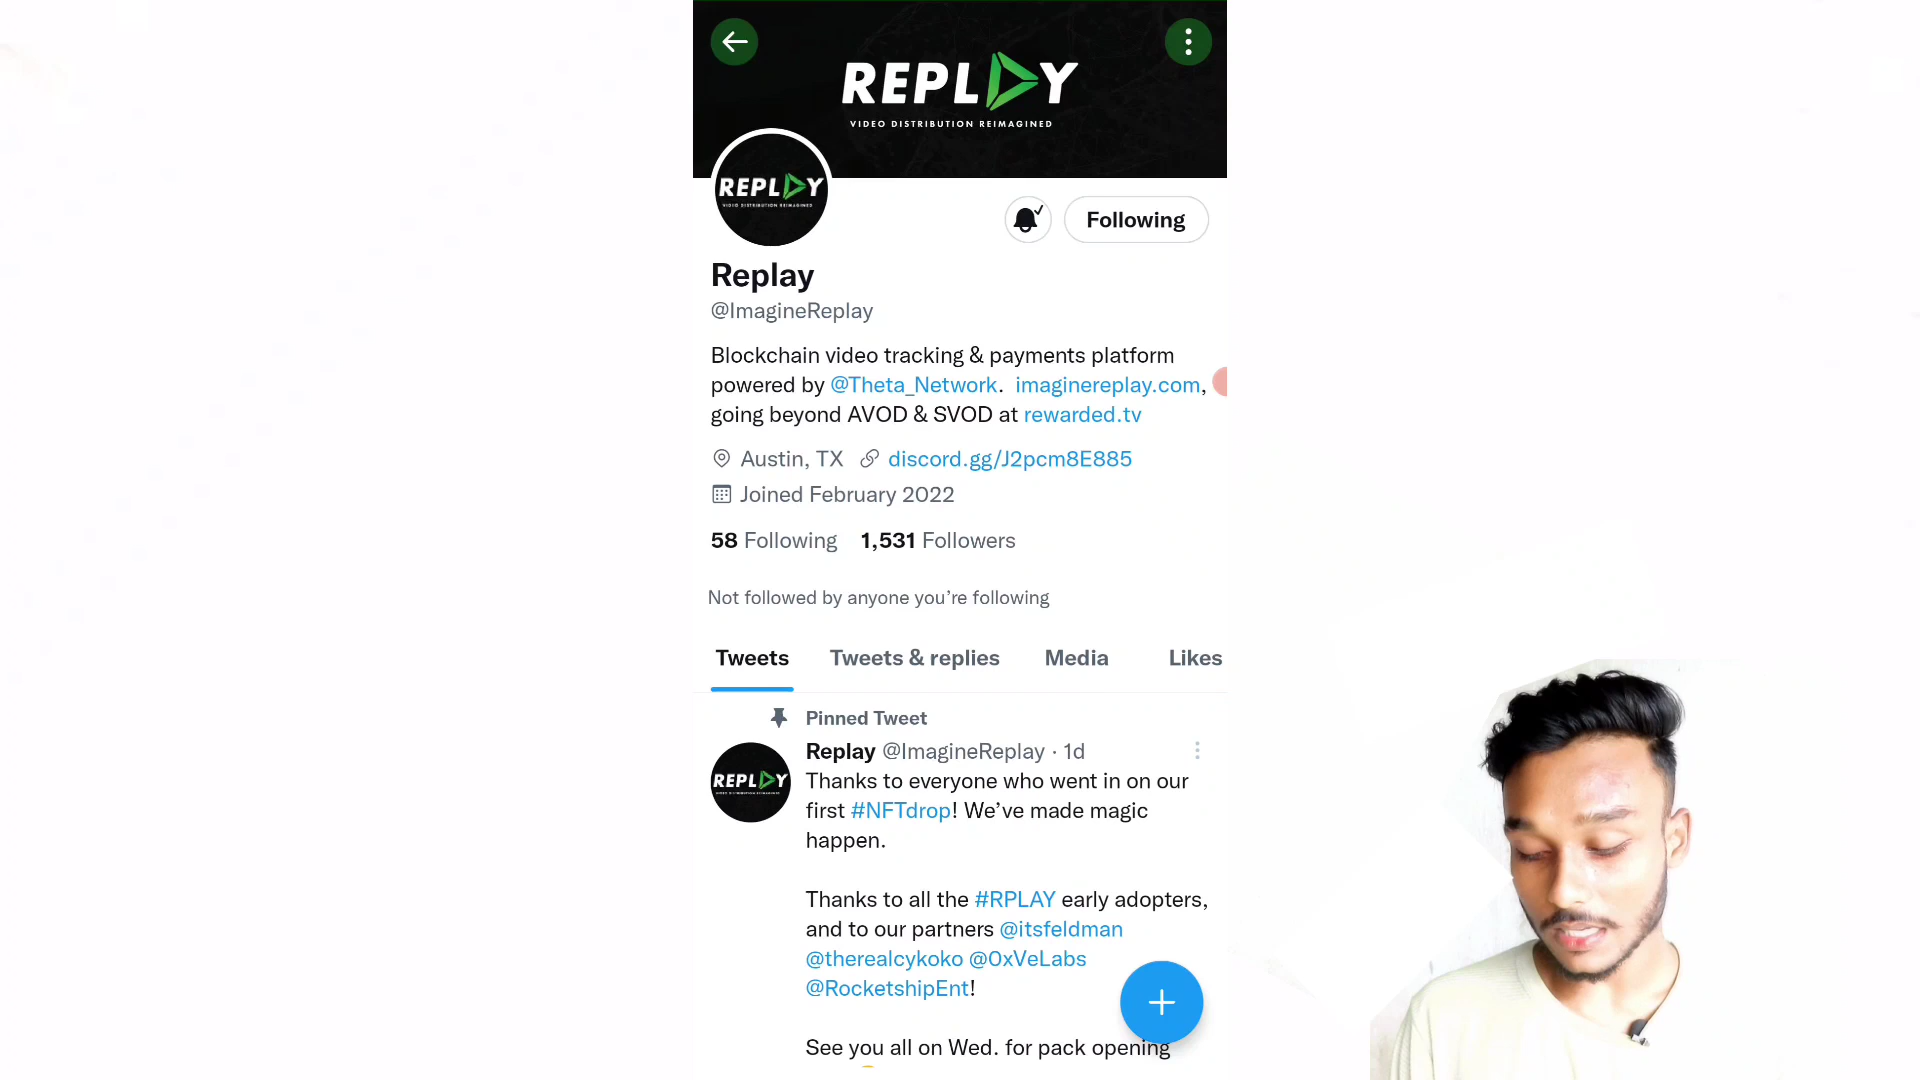 REPLAY
VIDEO DISTRIBUTION REIMAGINED
REPLAY
VIDEO DISTRIBUTION REIMAGINED
Following
Replay
@ImagineReplay
Blockchain video tracking & payments platform
powered by @Theta_Network. imaginereplay.com,
going beyond AVOD & SVOD at rewarded.tv
Austin, TX discord.gg/J2pcm8E885
Joined February 2022
58 Following 1,531 Followers
Not followed by anyone you’re following
Tweets Tweets & replies Media Likes
Pinned Tweet
Replay @ImagineReplay · 1d
REPLAY
Thanks to everyone who went in on our
first #NFTdrop! We’ve made magic
happen.
Thanks to all the #RPLAY early adopters,
and to our partners @itsfeldman
@therealcykoko @0xVeLabs
@RocketshipEnt!
See you all on Wed. for pack opening